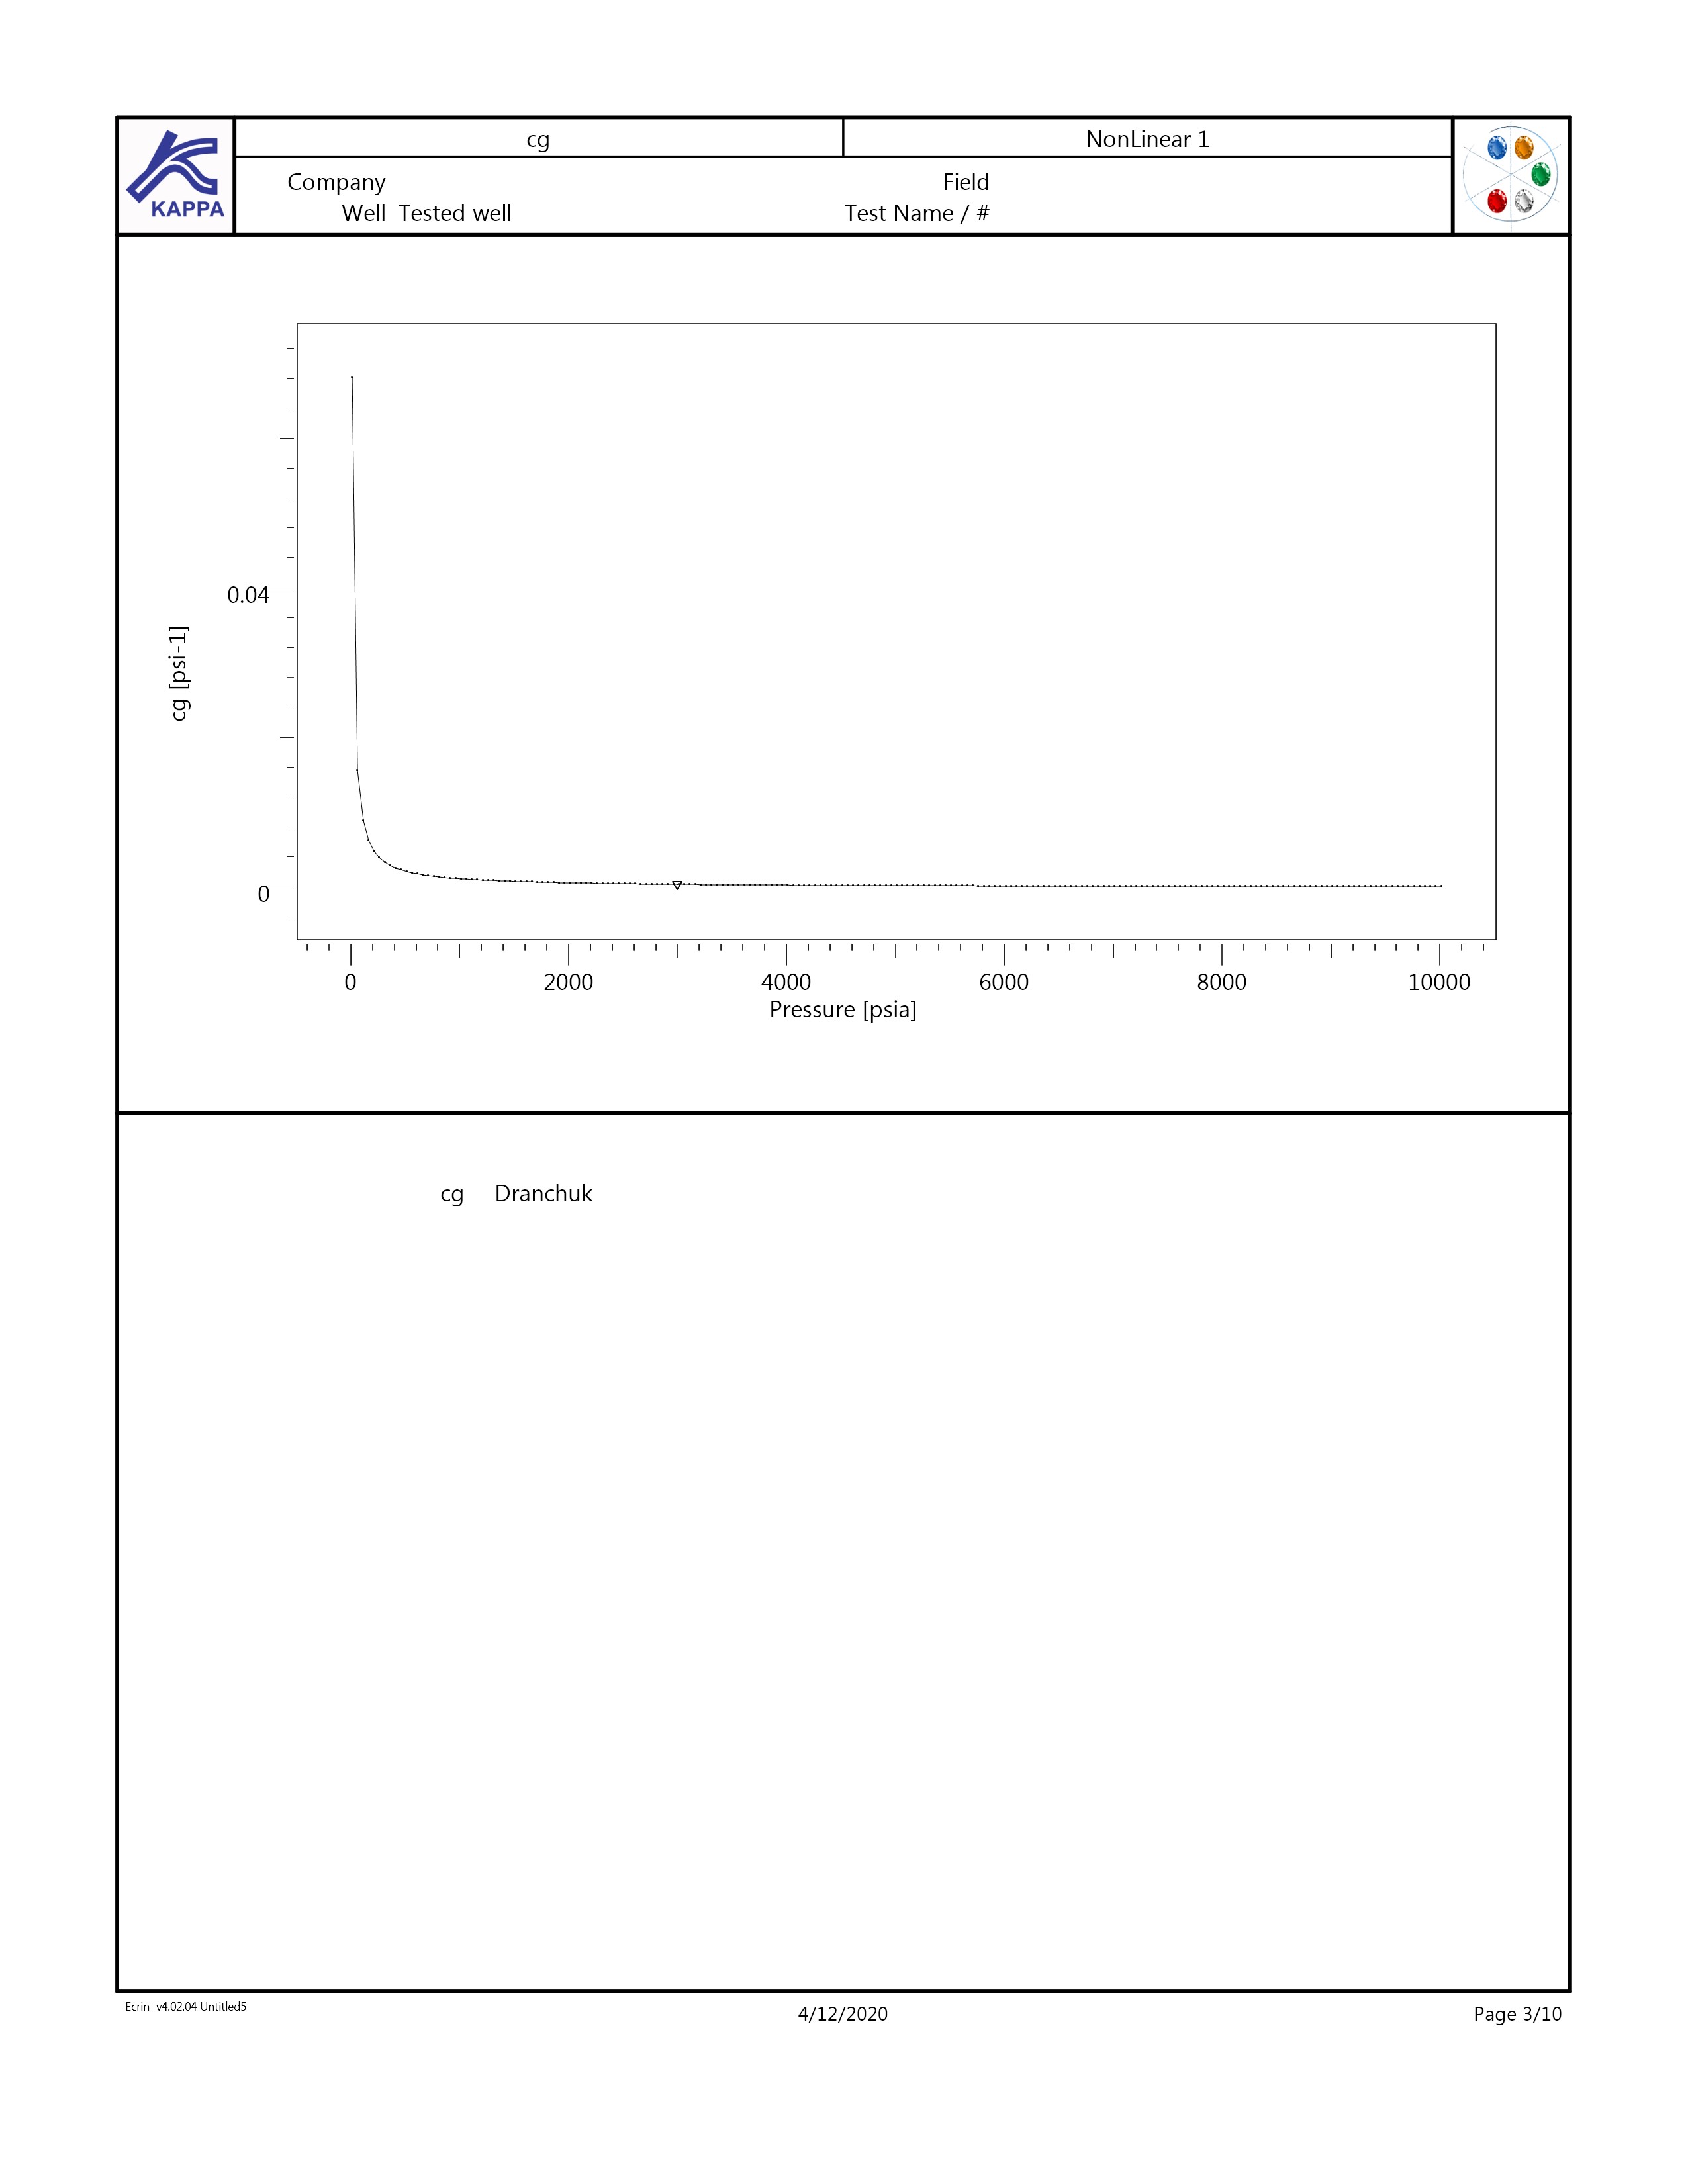 cg
NonLinear 1
KAPPA
Company
Field
Well Tested well
Test Name / #
0.04
cg [psi-1]
0
0 2000 4000 6000 8000 10000
Pressure [psia]
cg Dranchuk
Ecrin v4.02.04 Untitled5
4/12/2020
Page 3/10